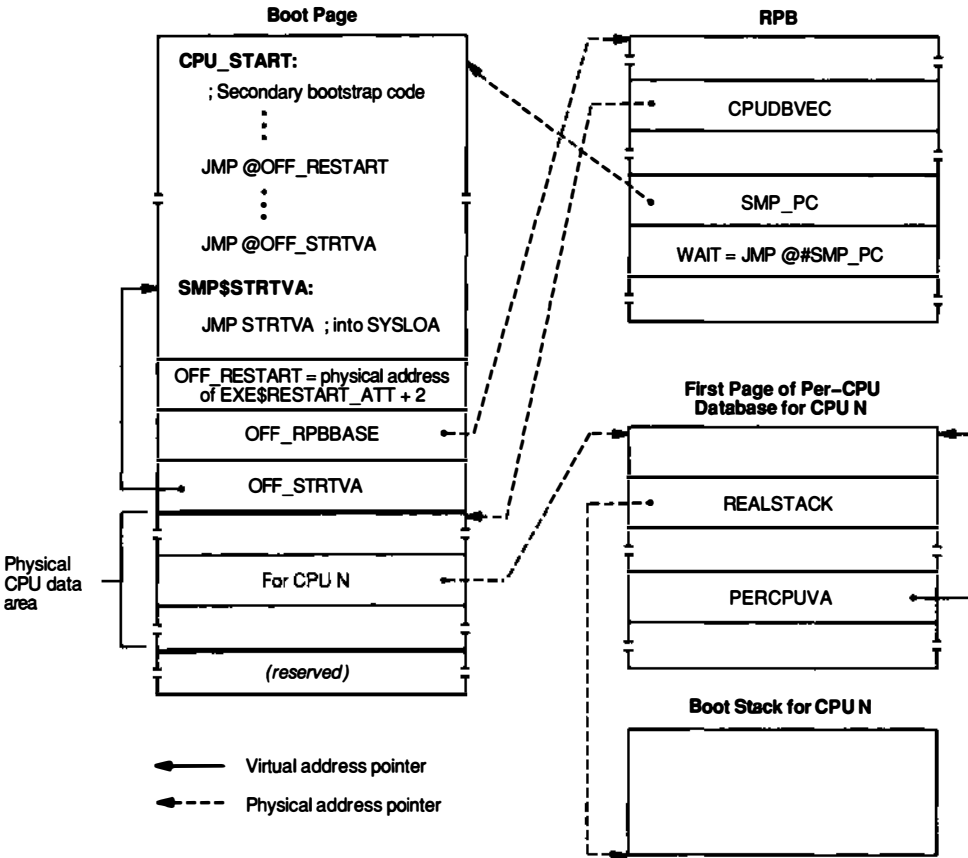 Boot Page
CPU_START:
; Secondary bootstrap code
JMP @OFF_RESTART
JMP @OFF_STRTVA
SMP$STRTVA:
JMP STRTVA ; into SYSLOA
OFF_RESTART = physical address
of EXE$RESTART_ATT + 2
OFF_RPBBASE
OFF_STRTVA
Physical
CPU data
area
For CPU N
(reserved)
RPB
CPUDBVEC
SMP_PC
WAIT = JMP @#SMP_PC
First Page of Per-CPU
Database for CPU N
REALSTACK
PERCPUVA
Boot Stack for CPU N
Virtual address pointer
Physical address pointer